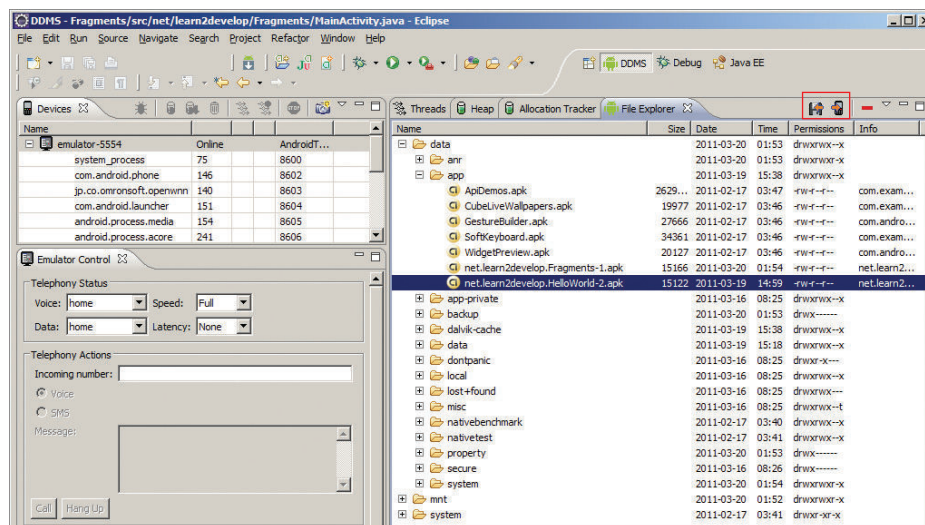 DDMS - Fragments/src/net/learn2develop/Fragments/MainActivity.java - Eclipse
File Edit Run Source Navigate Search Project Refactor Window Help
DDMS Debug Java EE
Devices
Name
emulator-5554 Online AndroidT...
system_process 75 8600
com.android.phone 146 8602
jp.co.omronsoft.openwnn 140 8603
com.android.launcher 151 8604
android.process.media 154 8605
android.process.acore 241 8606
Emulator Control
Telephony Status
Voice: home Speed: Full
Data: home Latency: None
Telephony Actions
Incoming number:
Voice
SMS
Message:
Call Hang Up
Threads Heap Allocation Tracker File Explorer
Name Size Date Time Permissions Info
data 2011-03-20 01:53 drwxrwx--x
anr 2011-03-20 01:53 drwxrwxr-x
app 2011-03-19 15:38 drwxrwx--x
ApiDemos.apk 2629... 2011-02-17 03:47 -rw-r--r-- com.exam...
CubeLiveWallpapers.apk 19977 2011-02-17 03:46 -rw-r--r-- com.exam...
GestureBuilder.apk 27666 2011-02-17 03:46 -rw-r--r-- com.andro...
SoftKeyboard.apk 34361 2011-02-17 03:46 -rw-r--r-- com.exam...
WidgetPreview.apk 20127 2011-02-17 03:46 -rw-r--r-- com.andro...
net.learn2develop.Fragments-1.apk 15166 2011-03-20 01:54 -rw-r--r-- net.learn2...
net.learn2develop.HelloWorld-2.apk 15122 2011-03-19 14:59 -rw-r--r-- net.learn2...
app-private 2011-03-16 08:25 drwxrwx--x
backup 2011-03-20 01:53 drwx------
dalvik-cache 2011-03-19 15:38 drwxrwx--x
data 2011-03-19 15:18 drwxrwx--x
dontpanic 2011-03-16 08:25 drwxr-x---
local 2011-03-16 08:25 drwxrwx--x
lost+found 2011-03-16 08:25 drwxrwx---
misc 2011-03-16 08:25 drwxrwx--t
nativebenchmark 2011-02-17 03:40 drwxrwx--x
nativetest 2011-02-17 03:41 drwxrwx--x
property 2011-03-20 01:53 drwx------
secure 2011-03-16 08:26 drwx------
system 2011-03-20 01:54 drwxrwxr-x
mnt 2011-03-20 01:52 drwxrwxr-x
system 2011-02-17 03:41 drwxr-xr-x